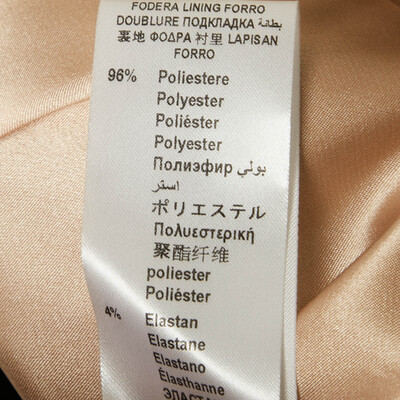 FODERA LINING FORRO
DOUBLURE ПОДКЛАДКА بطانة
裏地 ΦΟΔΡΑ 衬里 LAPISAN
FORRO
96% Poliestere
Polyester
Poliéster
Polyester
Полиэфир بولي
استر
ポリエステル
Πολυεστερική
聚酯纤维
poliester
Poliéster
4% Elastan
Elastane
Elastano
Élasthanne